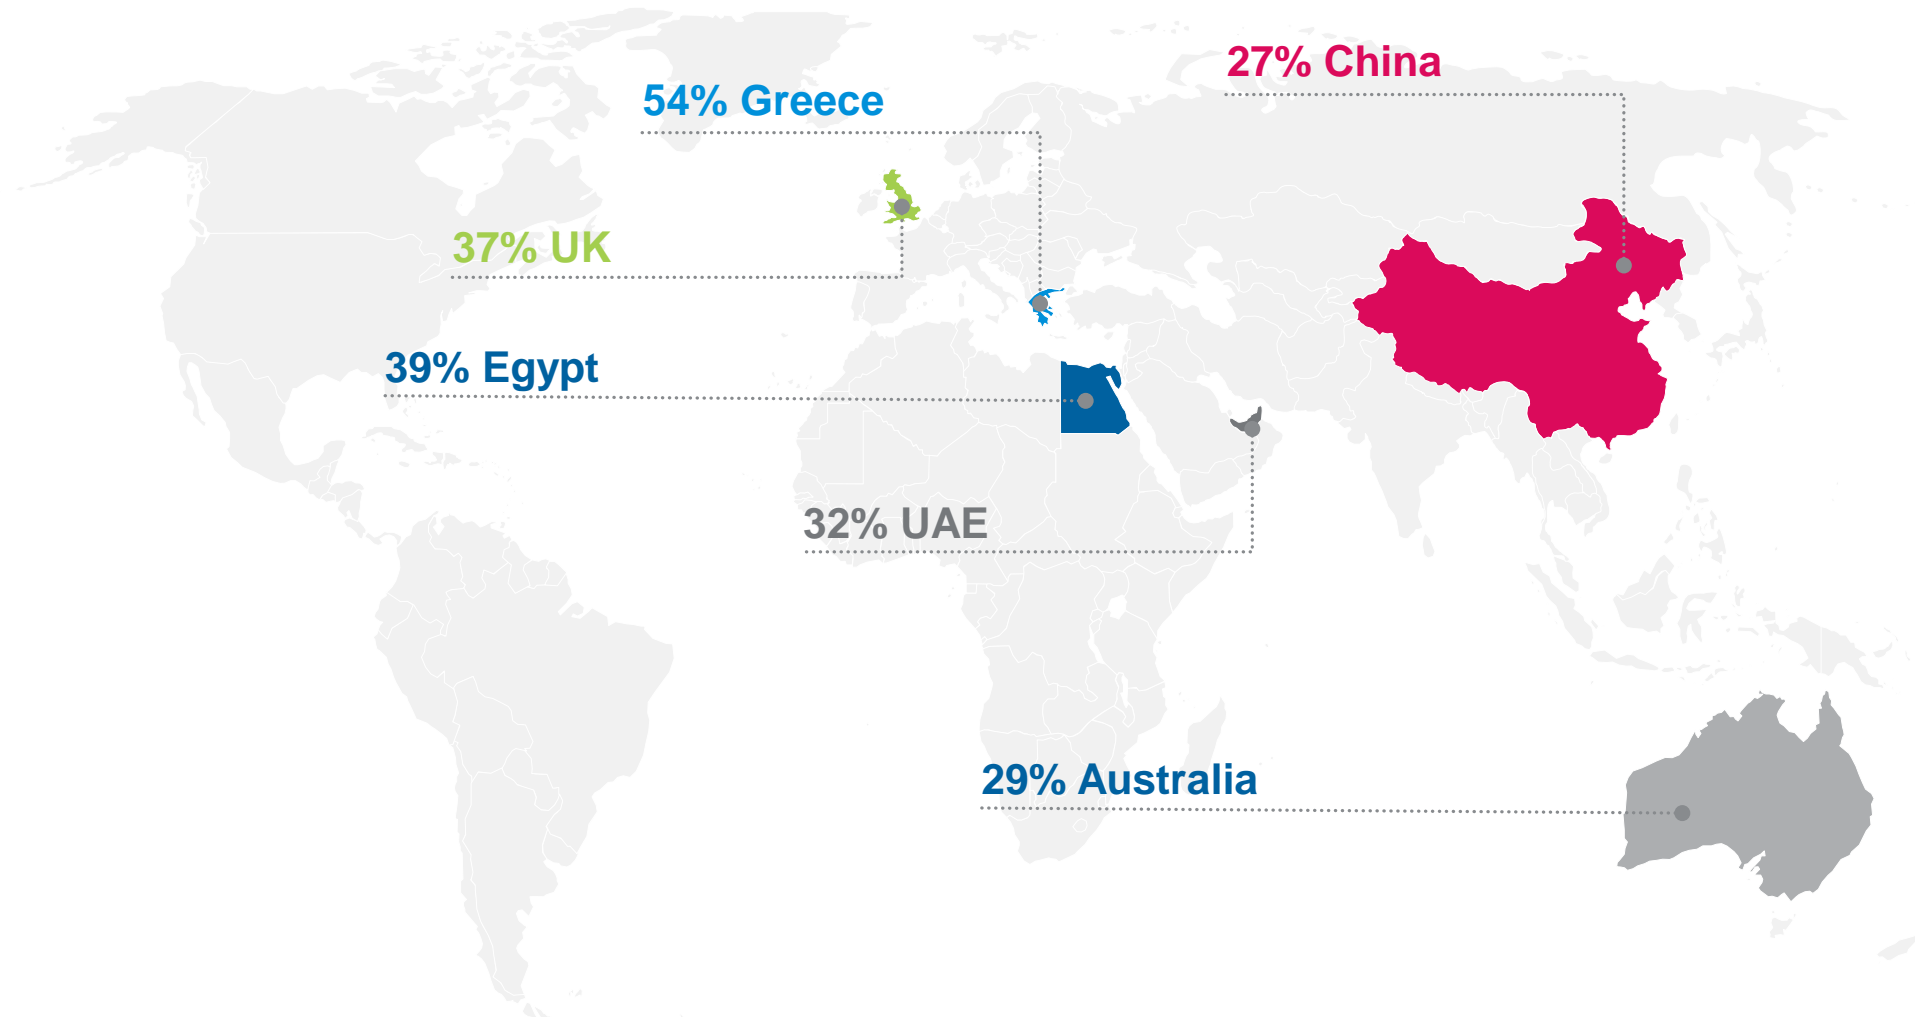 27% China
54% Greece
37% UK
39% Egypt
32% UAE
29% Australia